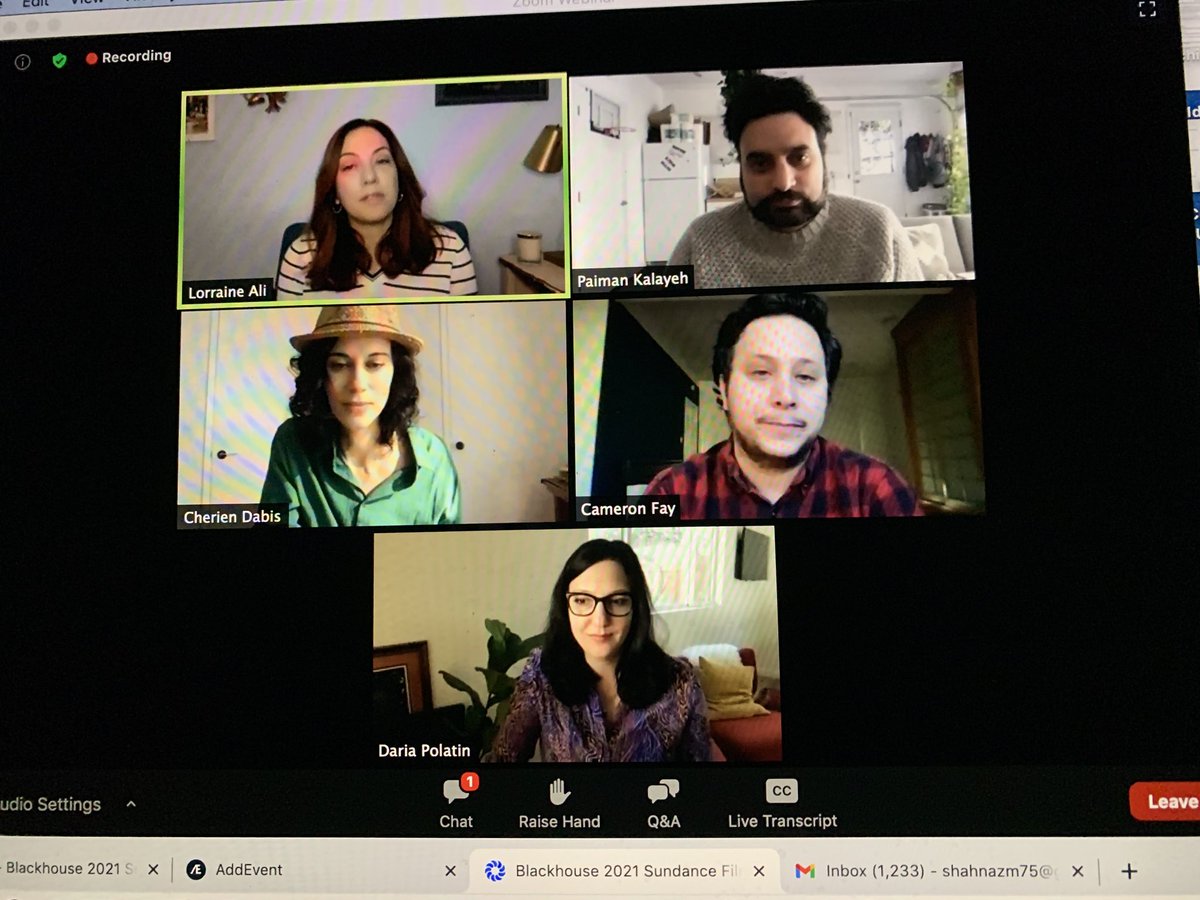 Edit View
Zoom Webinar
Recording
Lorraine Ali
Paiman Kalayeh
Cherien Dabis
Cameron Fay
Daria Polatin
udio Settings
1
CC
Chat
Raise Hand
Q&A
Live Transcript
Leave
Blackhouse 2021 S
AddEvent
Blackhouse 2021 Sundance Fil
Inbox (1,233) - shahnazm75@